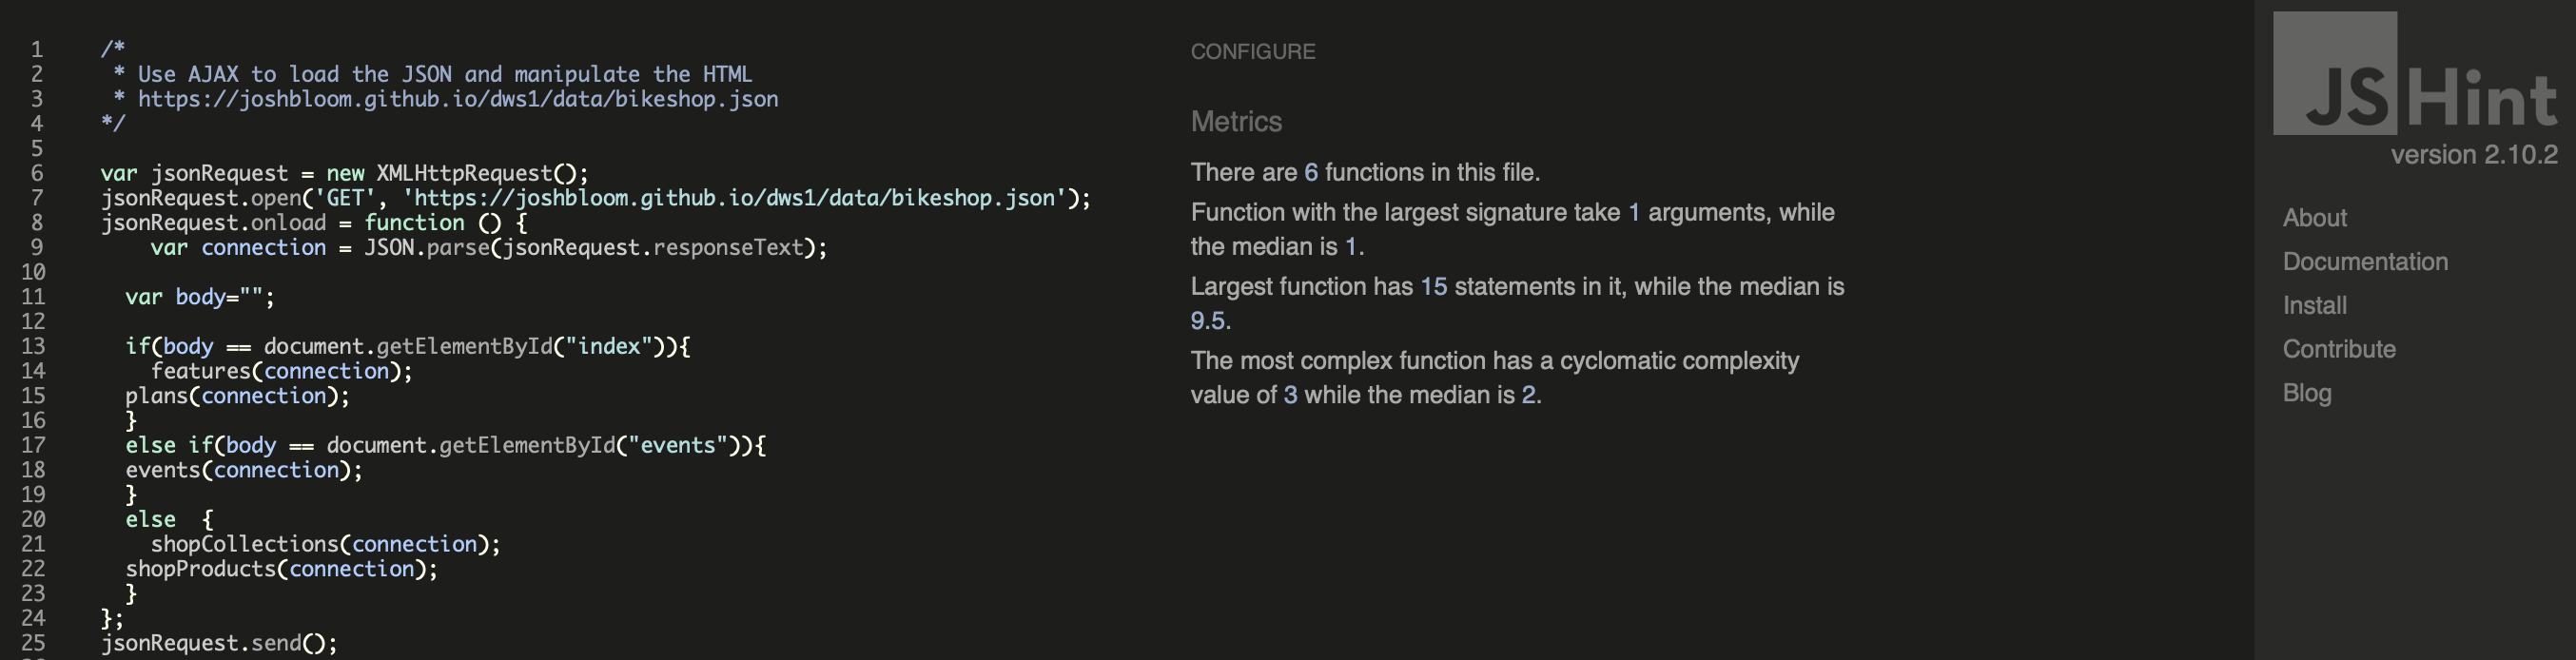 1 /*
2 * Use AJAX to load the JSON and manipulate the HTML
3 * https://joshbloom.github.io/dws1/data/bikeshop.json
4 */
5
6 var jsonRequest = new XMLHttpRequest();
7 jsonRequest.open('GET', 'https://joshbloom.github.io/dws1/data/bikeshop.json');
8 jsonRequest.onload = function () {
9 var connection = JSON.parse(jsonRequest.responseText);
10
11 var body="";
12
13 if(body == document.getElementById("index")){
14 features(connection);
15 plans(connection);
16 }
17 else if(body == document.getElementById("events")){
18 events(connection);
19 }
20 else  {
21 shopCollections(connection);
22 shopProducts(connection);
23 }
24 };
25 jsonRequest.send();
CONFIGURE
Metrics
There are 6 functions in this file.
Function with the largest signature take 1 arguments, while
the median is 1.
Largest function has 15 statements in it, while the median is
9.5.
The most complex function has a cyclomatic complexity
value of 3 while the median is 2.
JSHint
version 2.10.2
About
Documentation
Install
Contribute
Blog